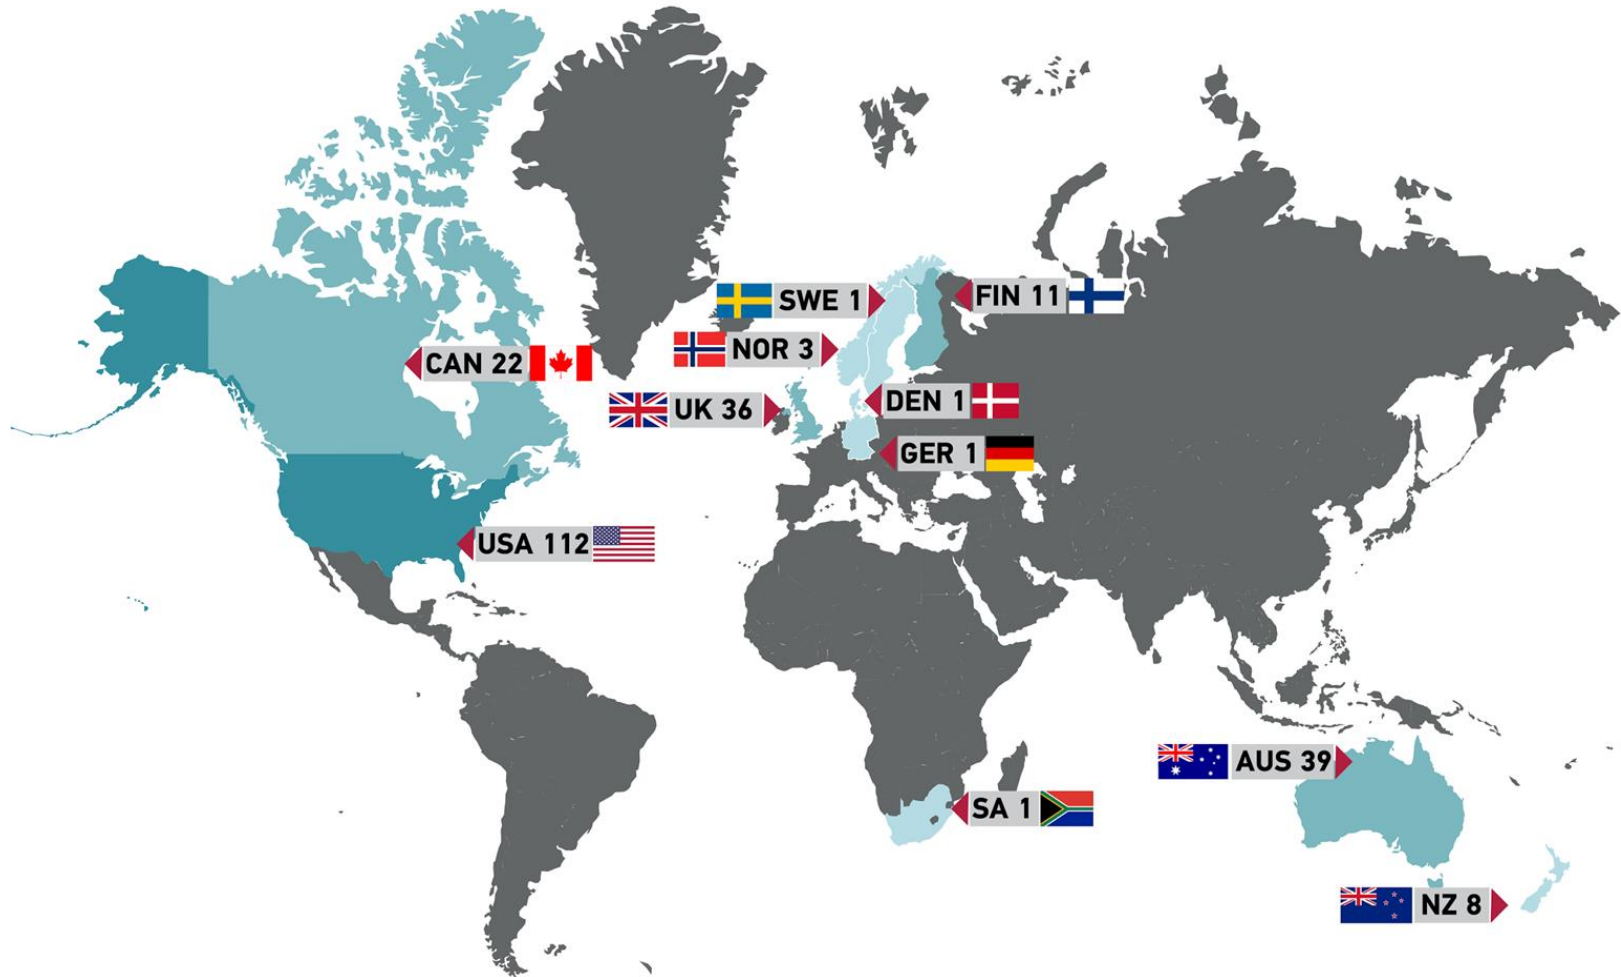 SWE 1
FIN 11
NOR 3
CAN 22
DEN 1
UK 36
GER 1
USA 112
AUS 39
SA 1
NZ 8